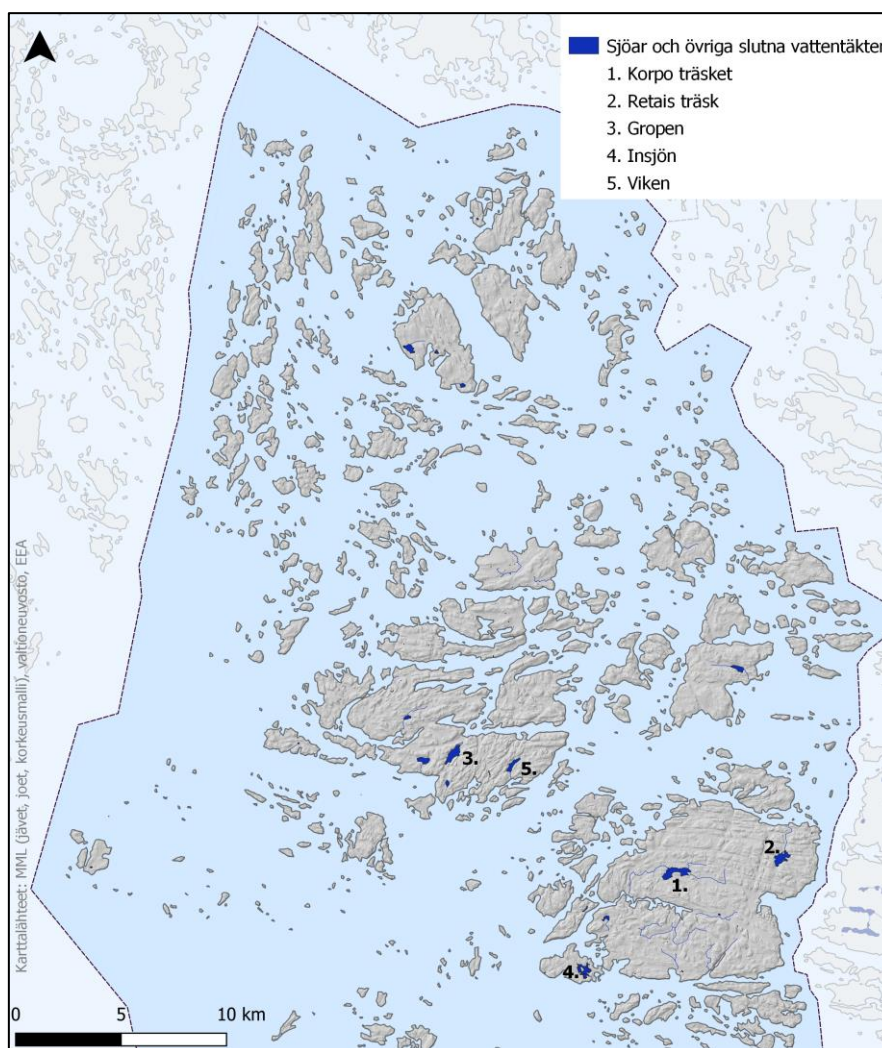 Sjöar och övriga slutna vattentäkter
1. Korpo träsket
2. Retais träsk
3. Gropen
4. Insjön
5. Viken
3.
5.
2.
1.
4.
Karttalähteet: MML (jävet, joet, korkeusmalli), valtioneuvosto, EEA
0 5 10 km